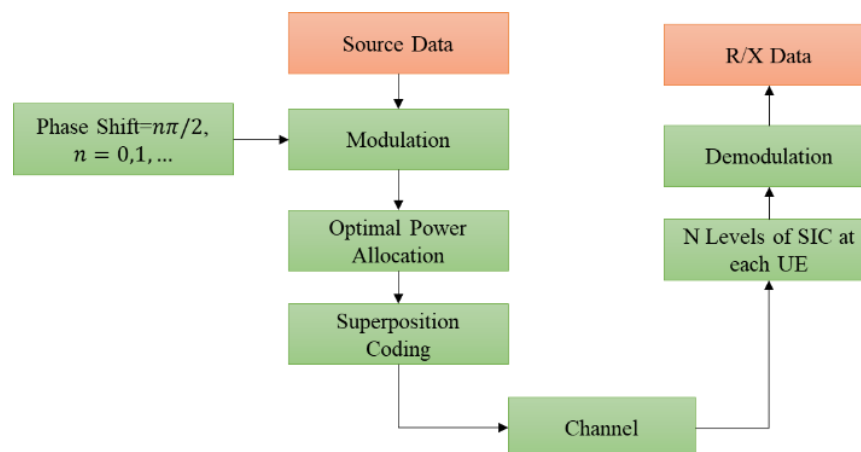 Source Data
R/X Data
Phase Shift=nπ/2,
n = 0,1, ...
Modulation
Demodulation
Optimal Power
Allocation
N Levels of SIC at
each UE
Superposition
Coding
Channel